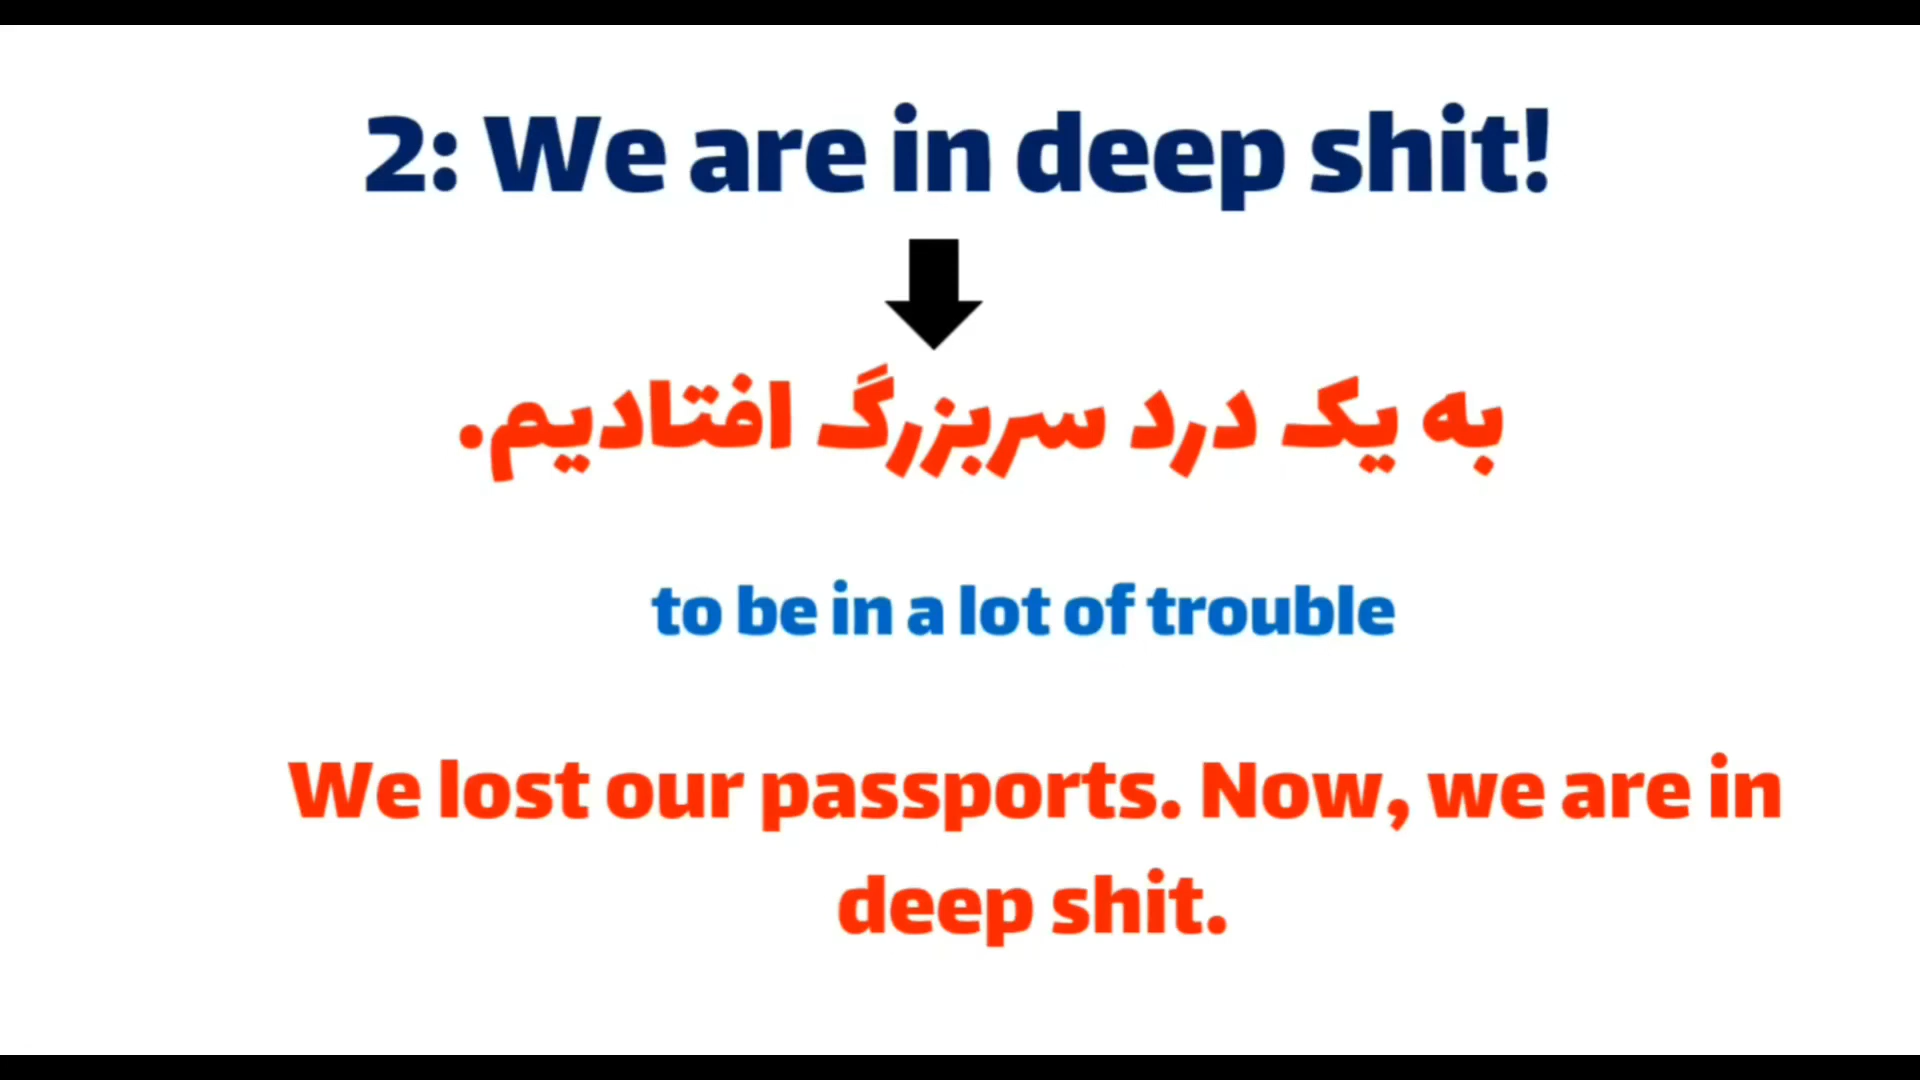 2: We are in deep shit!
به یک درد سربزرگ افتادیم.
to be in a lot of trouble
We lost our passports. Now, we are in
deep shit.